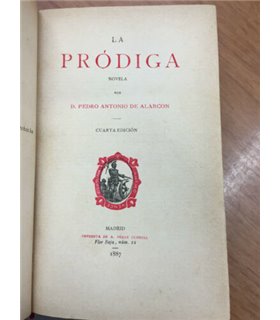 LA
PRÓDIGA
NOVELA
POR
D. PEDRO ANTONIO DE ALARCON
CUARTA EDICIÓN
MADRID
IMPRENTA DE A. PÉREZ DUBRULL
Flor Baja, núm. 22
1887